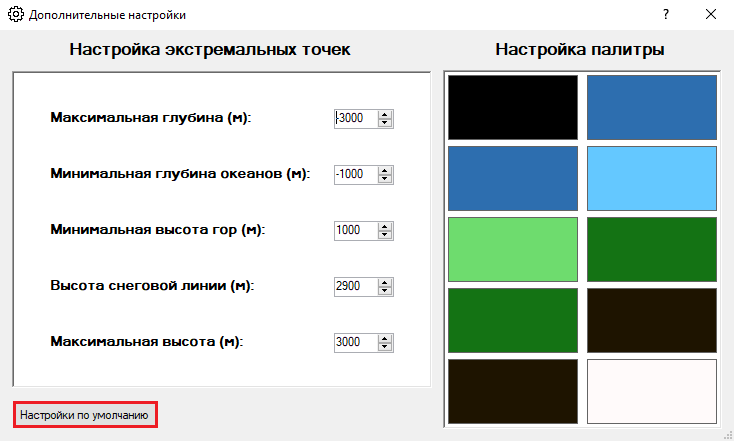 Дополнительные настройки
?
Настройка экстремальных точек
Настройка палитры
Максимальная глубина (м): -3000
Минимальная глубина океанов (м): -1000
Минимальная высота гор (м): 1000
Высота снеговой линии (м): 2900
Максимальная высота (м): 3000
Настройки по умолчанию